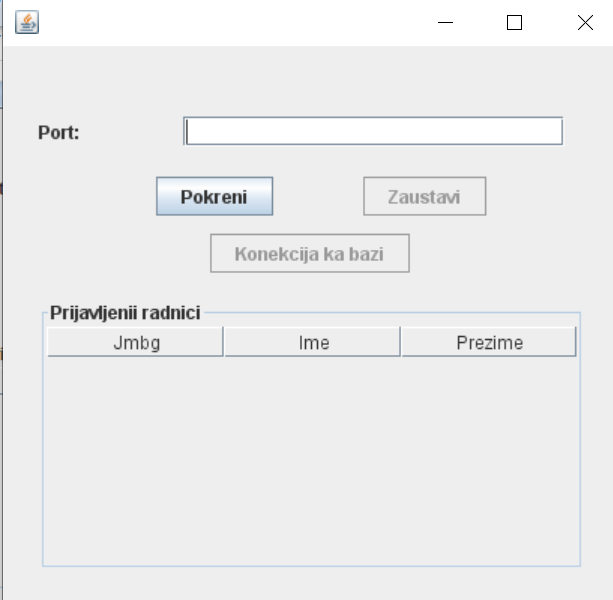 Port:
Pokreni Zaustavi
Konekcija ka bazi
Prijavljenii radnici
Jmbg Ime Prezime